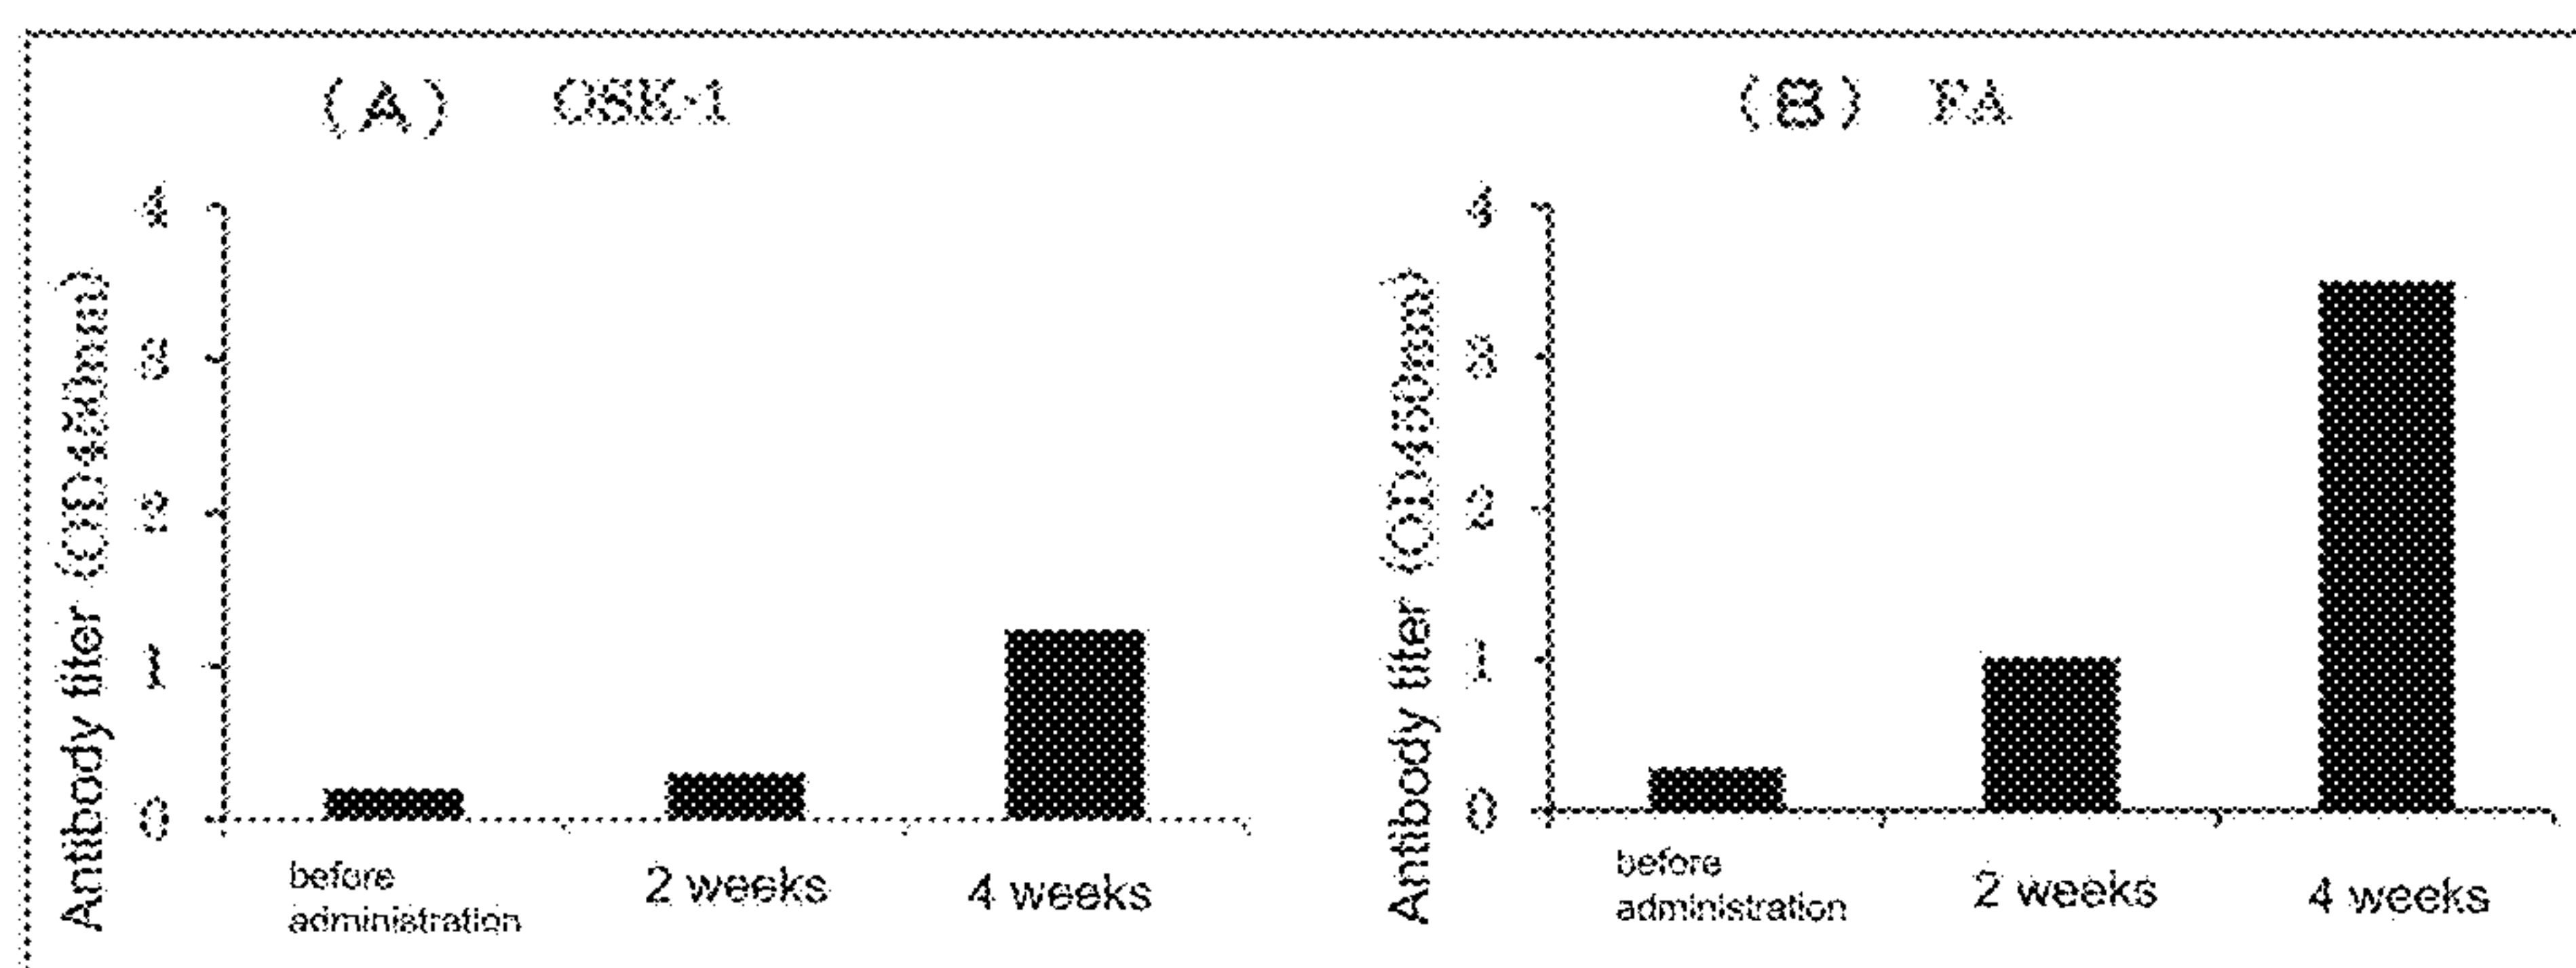 (A) OSK-1
Antibody titer (OD450nm)
4
3
2
1
0
before
administration
2 weeks
4 weeks
(B) FA
Antibody titer (OD450nm)
4
3
2
1
0
before
administration
2 weeks
4 weeks